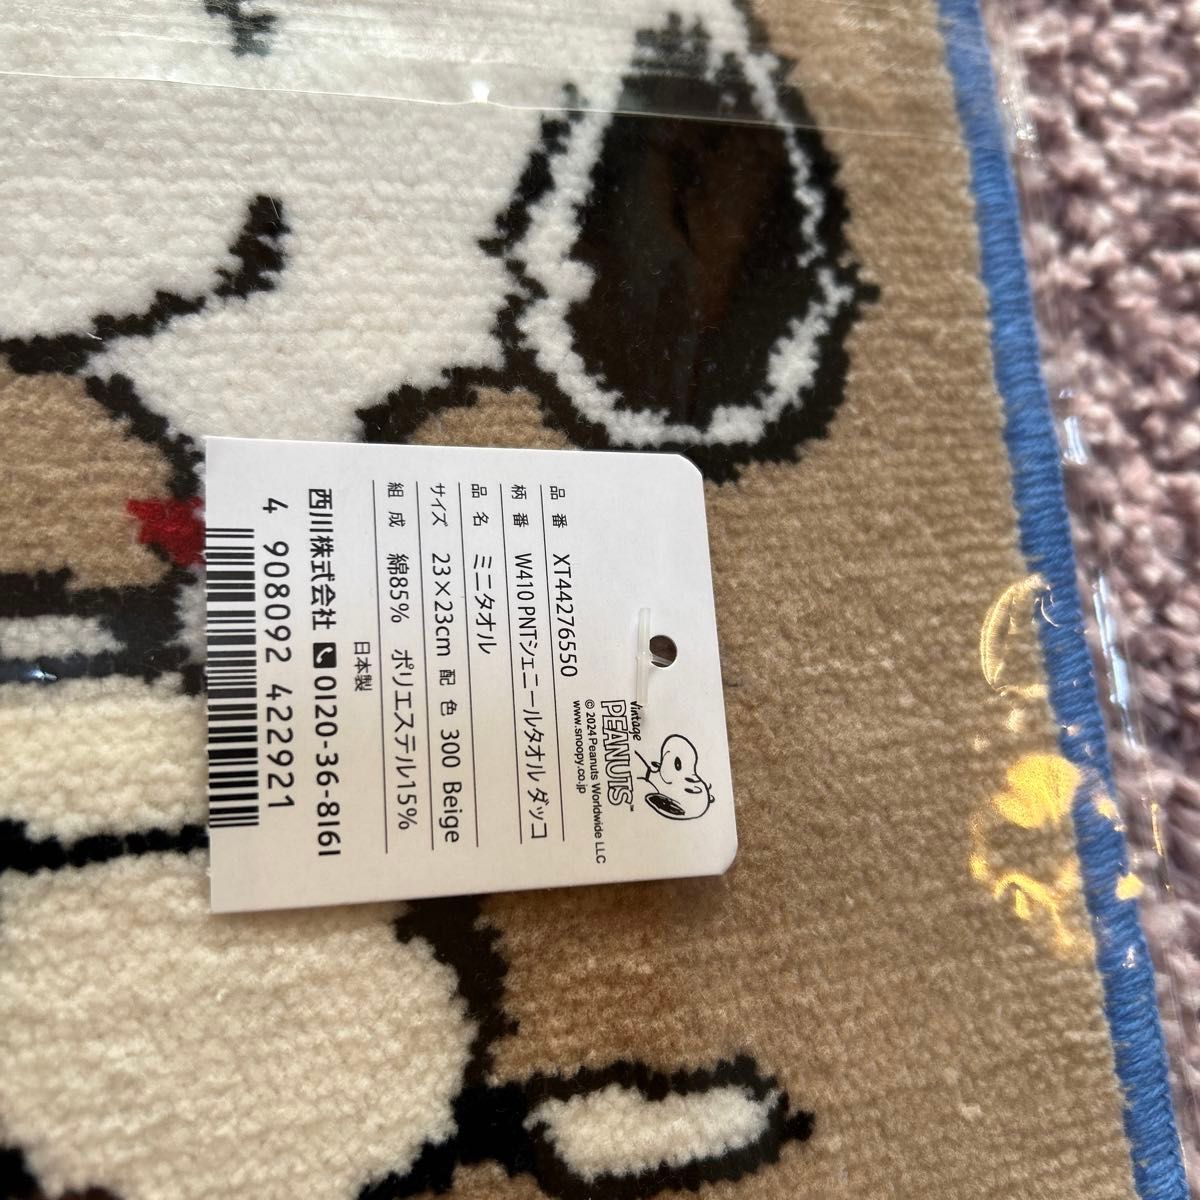 Vintage
PEANUTS™
© 2024 Peanuts Worldwide LLC
www.snoopy.co.jp
品番 XT44276550
柄番 W410 PNTシェニールタオル ダッコ
品名 ミニタオル
サイズ 23×23cm 配色 300 Beige
組成 綿85% ポリエステル15%
日本製
西川株式会社 0120-36-8161
4 908092 422921